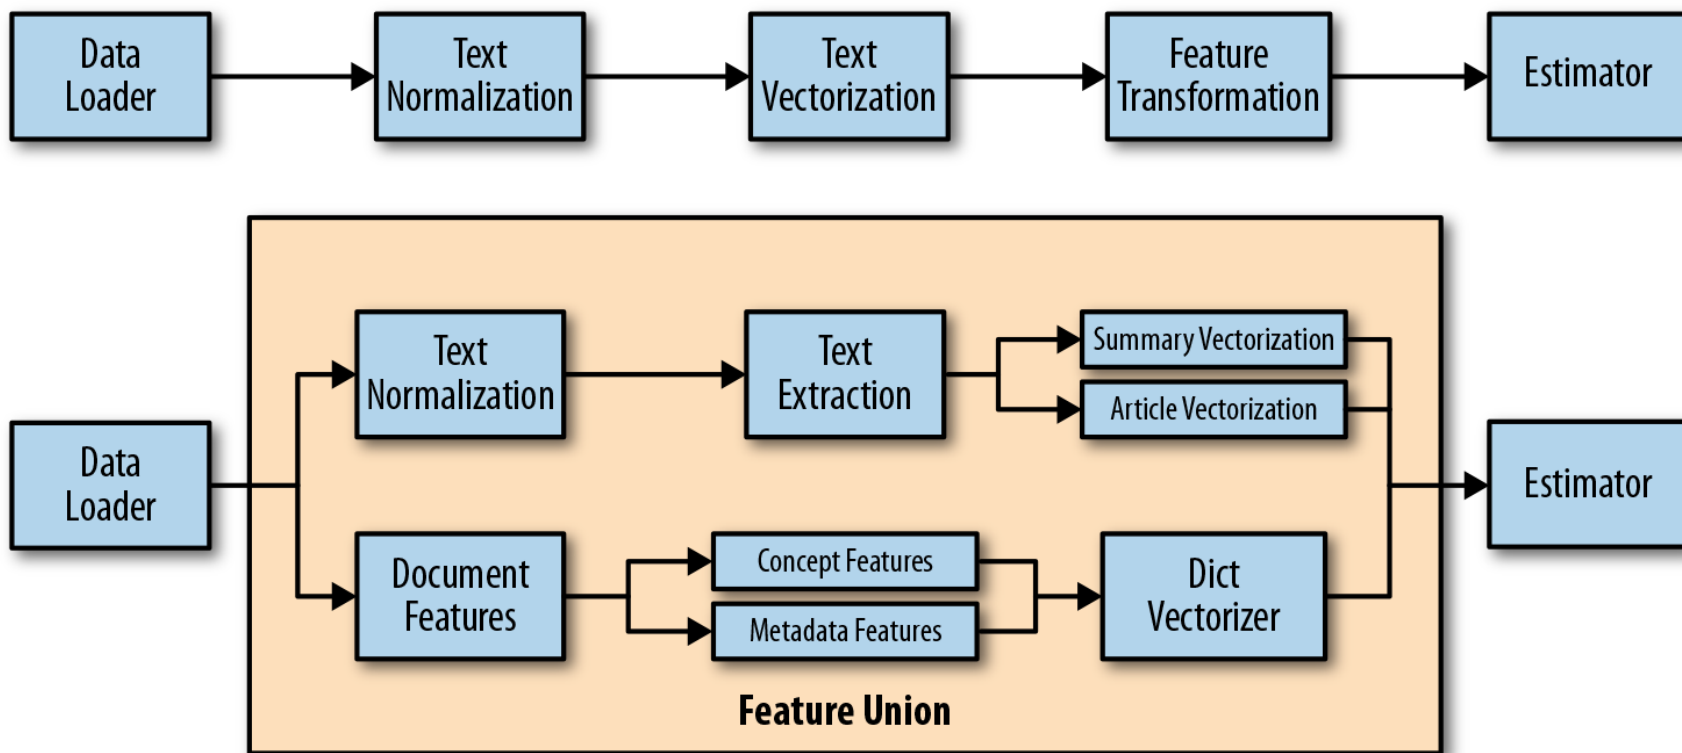 Data
Loader
Text
Normalization
Text
Vectorization
Feature
Transformation
Estimator
Data
Loader
Text
Normalization
Text
Extraction
Summary Vectorization
Article Vectorization
Document
Features
Concept Features
Metadata Features
Dict
Vectorizer
Estimator
Feature Union